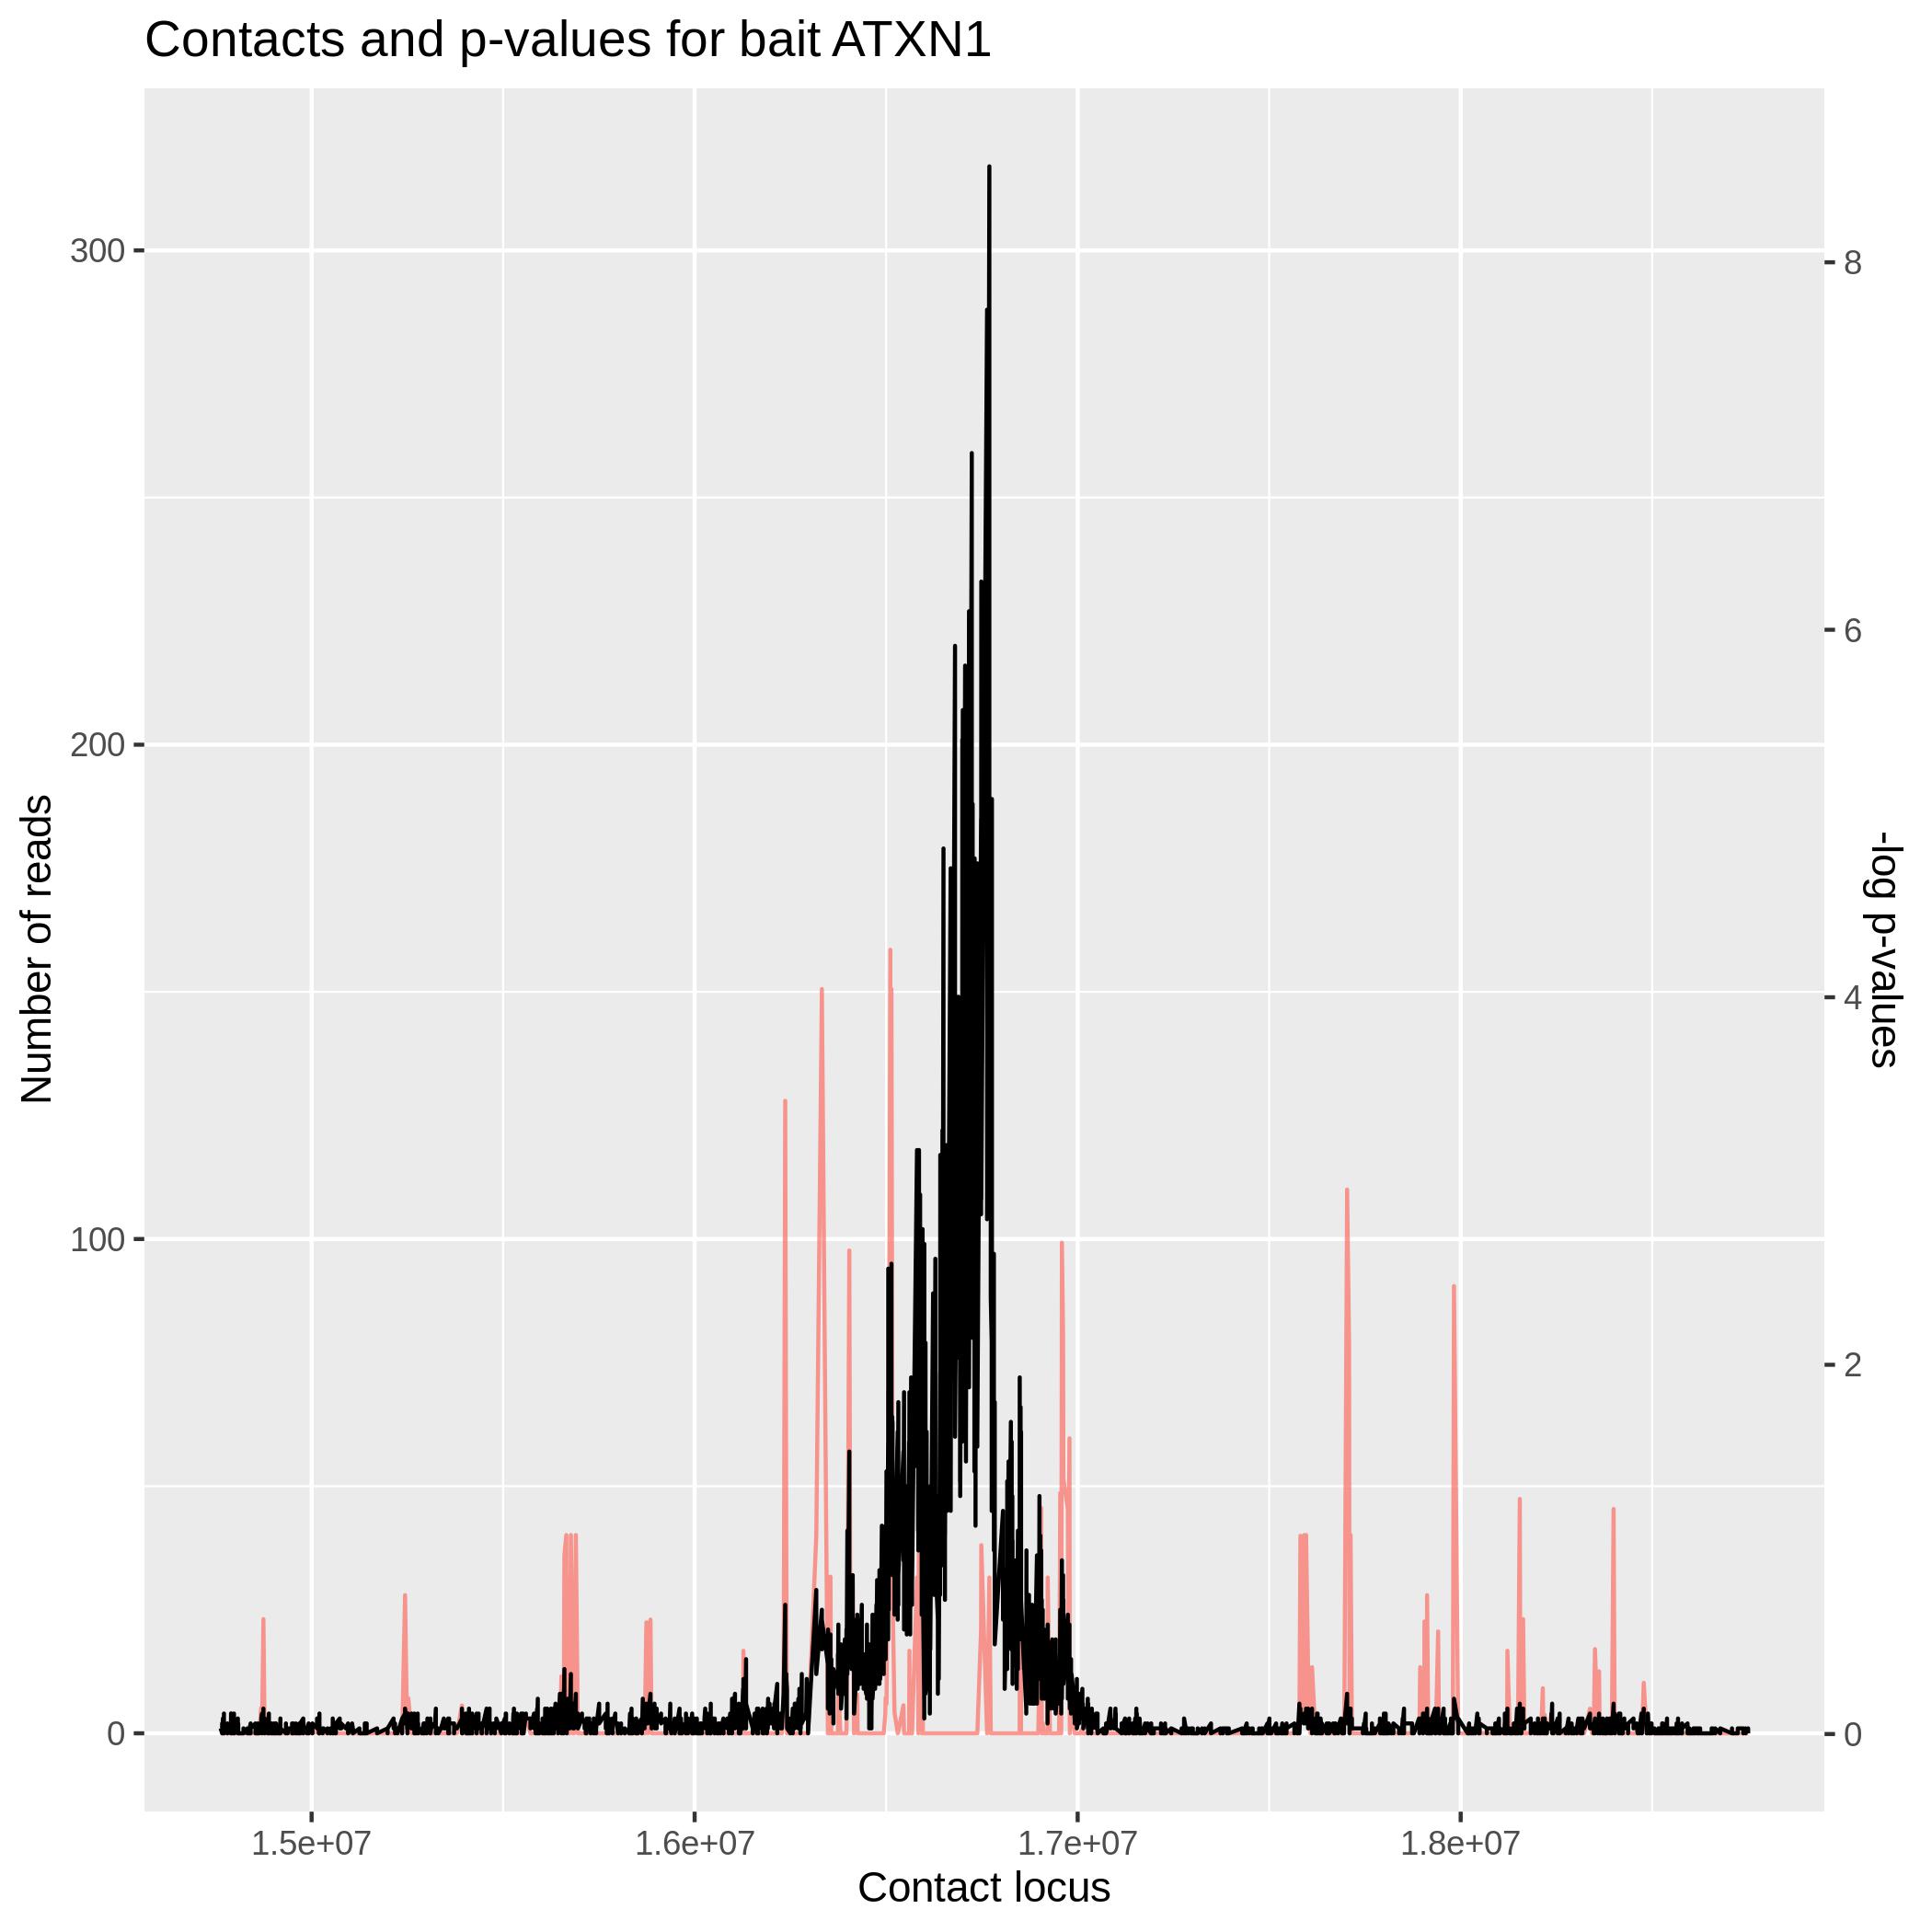 Contacts and p-values for bait ATXN1
300
200
100
0
8
6
4
2
0
Number of reads
-log p-values
1.5e+07 1.6e+07 1.7e+07 1.8e+07
Contact locus